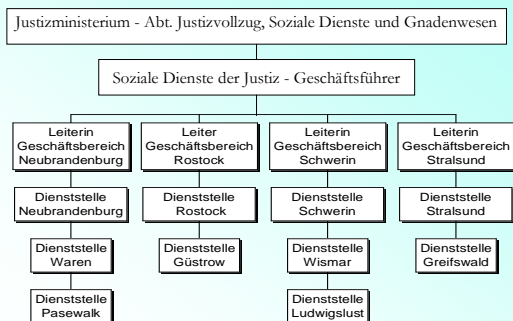 Justizministerium - Abt. Justizvollzug, Soziale Dienste und Gnadenwesen
Soziale Dienste der Justiz - Geschäftsführer
Leiterin
Geschäftsbereich
Neubrandenburg
Leiter
Geschäftsbereich
Rostock
Leiterin
Geschäftsbereich
Schwerin
Leiterin
Geschäftsbereich
Stralsund
Dienststelle
Neubrandenburg
Dienststelle
Rostock
Dienststelle
Schwerin
Dienststelle
Stralsund
Dienststelle
Waren
Dienststelle
Güstrow
Dienststelle
Wismar
Dienststelle
Greifswald
Dienststelle
Pasewalk
Dienststelle
Ludwigslust